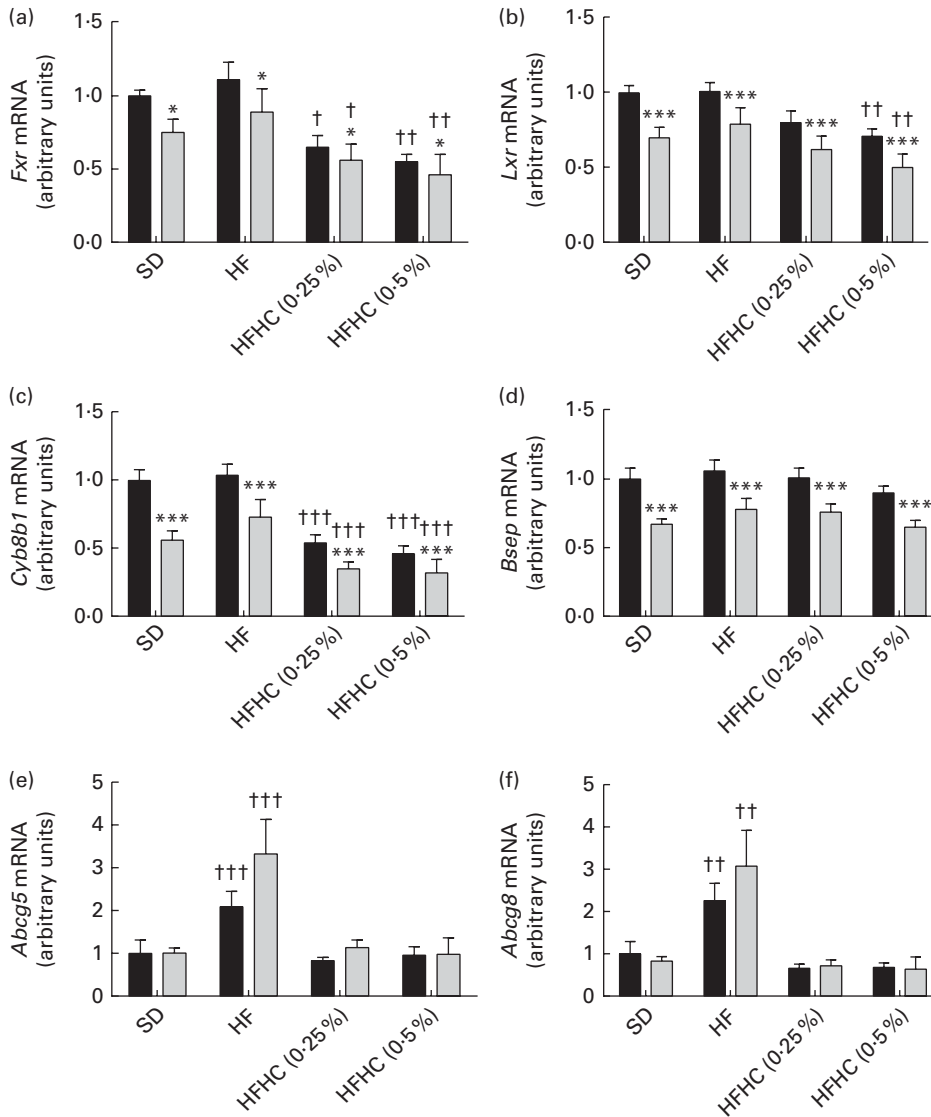 (a)
Fxr mRNA
(arbitrary units)
1·5
1·0
0·5
0·0
*
*
†
†
*
††
††
*
SD
HF
HFHC (0·25 %)
HFHC (0·5 %)
(b)
Lxr mRNA
(arbitrary units)
1·5
1·0
0·5
0·0
***
***
***
††
††
***
SD
HF
HFHC (0·25 %)
HFHC (0·5 %)
(c)
Cyb8b1 mRNA
(arbitrary units)
1·5
1·0
0·5
0·0
***
***
†††
†††
***
†††
†††
***
SD
HF
HFHC (0·25 %)
HFHC (0·5 %)
(d)
Bsep mRNA
(arbitrary units)
1·5
1·0
0·5
0·0
***
***
***
***
SD
HF
HFHC (0·25 %)
HFHC (0·5 %)
(e)
Abcg5 mRNA
(arbitrary units)
5
4
3
2
1
0
†††
†††
SD
HF
HFHC (0·25 %)
HFHC (0·5 %)
(f)
Abcg8 mRNA
(arbitrary units)
5
4
3
2
1
0
††
††
SD
HF
HFHC (0·25 %)
HFHC (0·5 %)